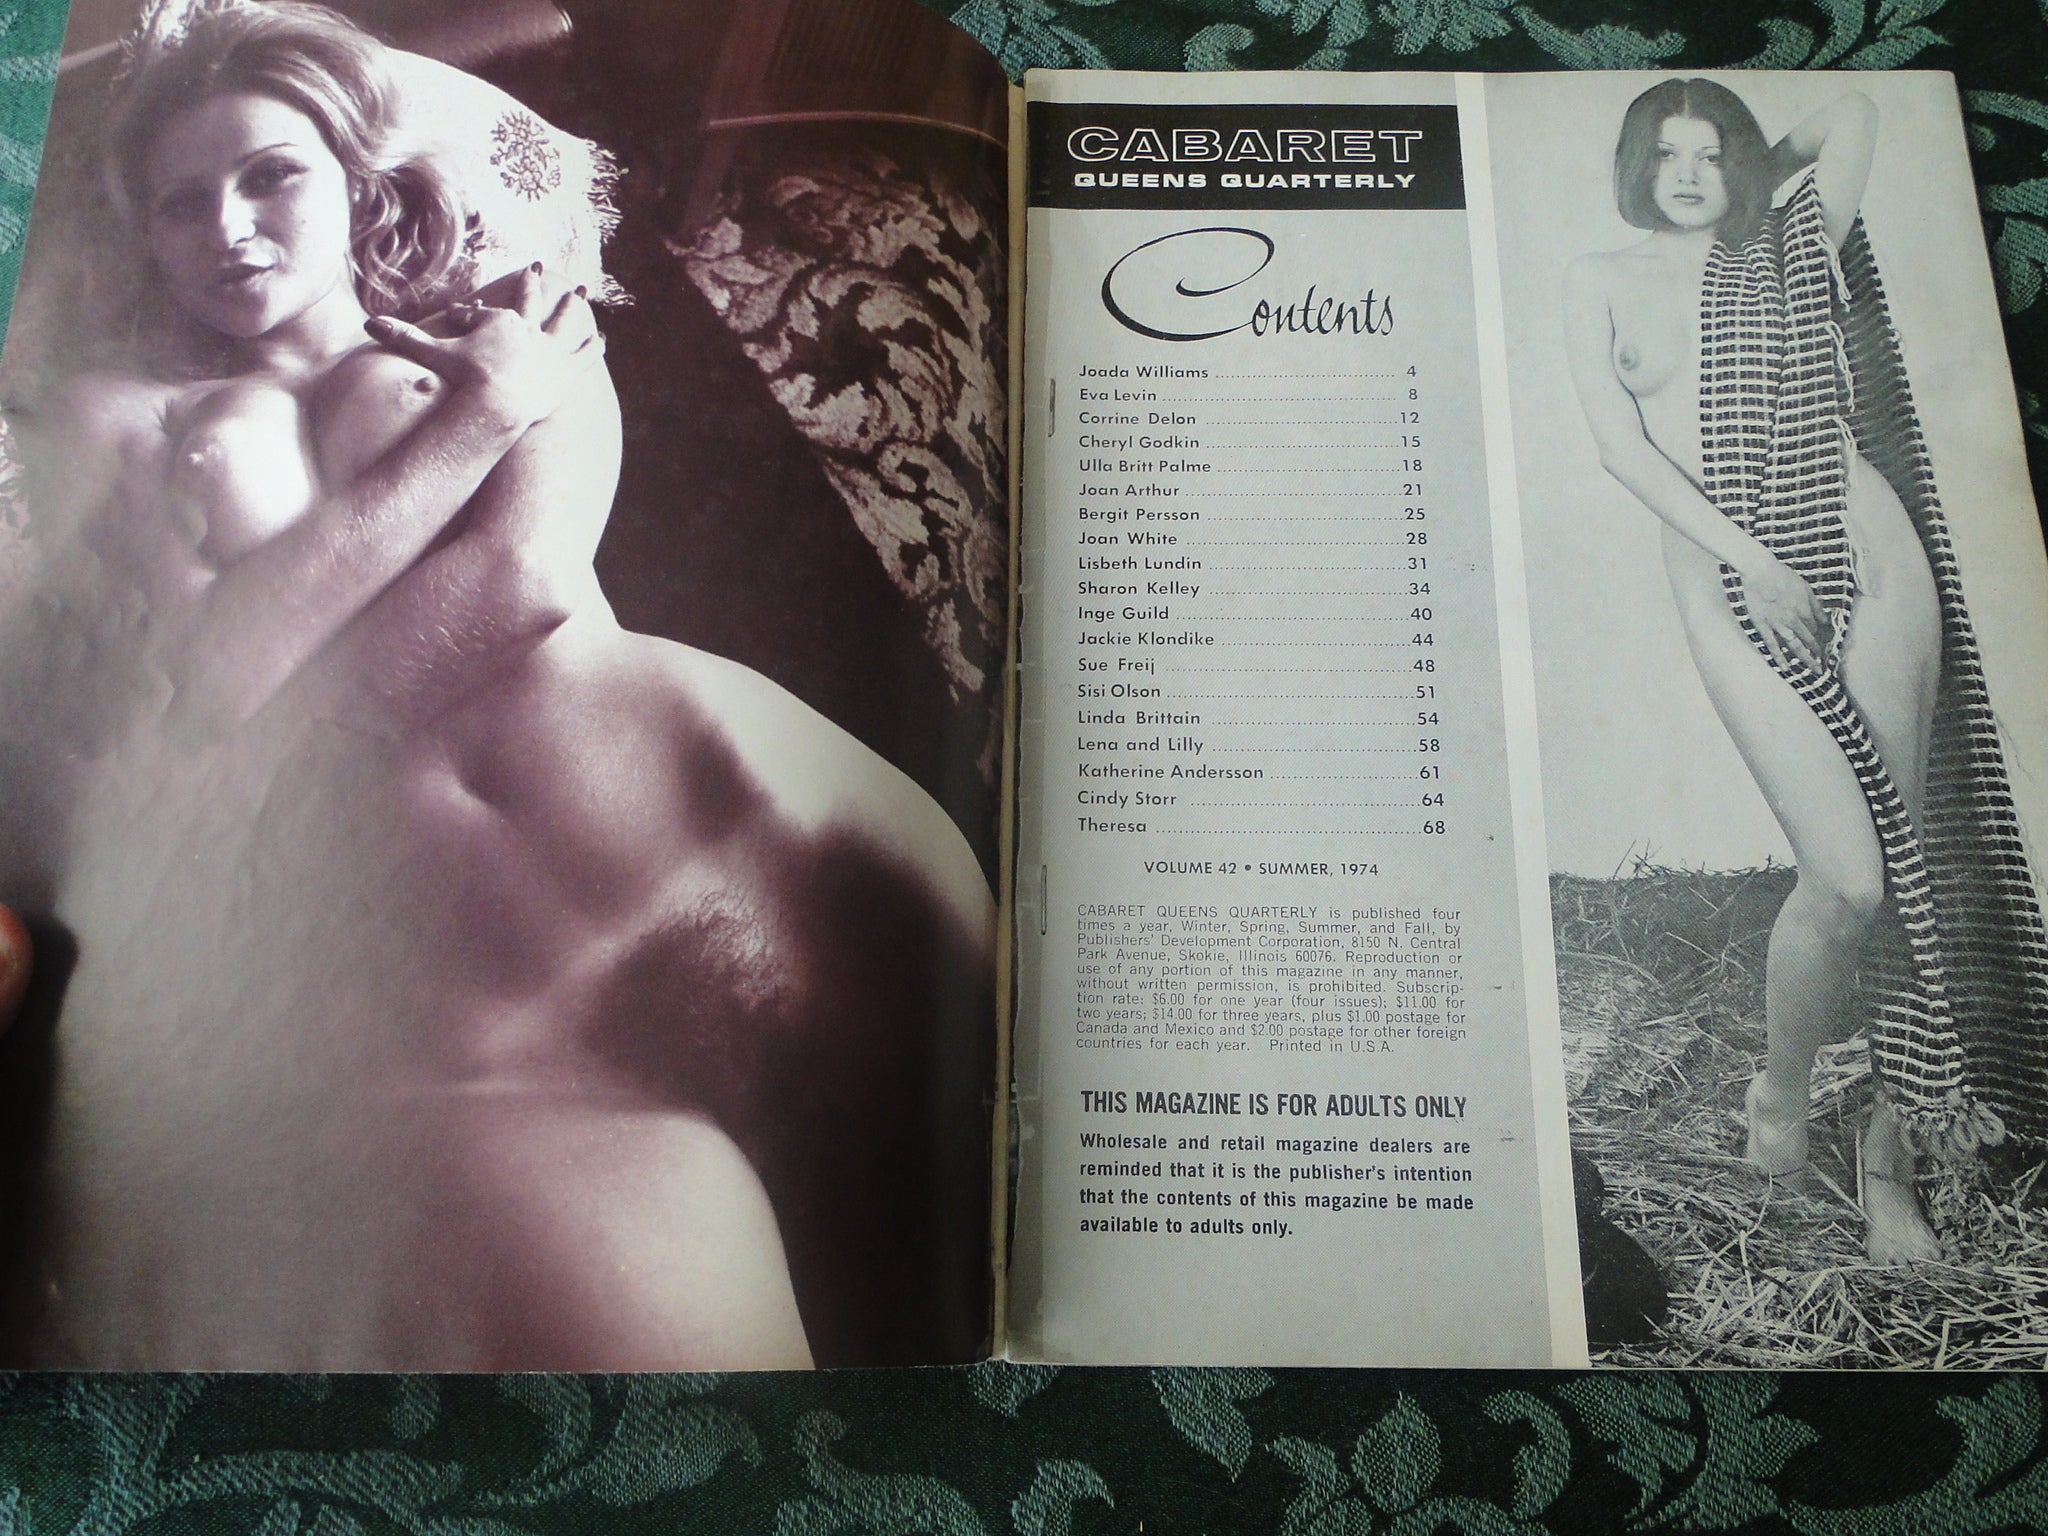 CABARET
QUEENS QUARTERLY
Contents
Joada Williams ........ 4
Eva Levin ........ 8
Corrine Delon ........ 12
Cheryl Godkin ........ 15
Ulla Britt Palme ........ 18
Joan Arthur ........ 21
Bergit Persson ........ 25
Joan White ........ 28
Lisbeth Lundin ........ 31
Sharon Kelley ........ 34
Inge Guild ........ 40
Jackie Klondike ........ 44
Sue Freij ........ 48
Sisi Olson ........ 51
Linda Brittain ........ 54
Lena and Lilly ........ 58
Katherine Andersson ........ 61
Cindy Storr ........ 64
Theresa ........ 68
VOLUME 42 • SUMMER, 1974
CABARET QUEENS QUARTERLY is published four
times a year, Winter, Spring, Summer, and Fall, by
Publishers' Development Corporation, 8150 N. Central
Park Avenue, Skokie, Illinois 60076. Reproduction or
use of any portion of this magazine in any manner,
without written permission, is prohibited. Subscrip-
tion rate: $6.00 for one year (four issues); $11.00 for
two years; $14.00 for three years, plus $1.00 postage for
Canada and Mexico and $2.00 postage for other foreign
countries for each year. Printed in U.S.A.
THIS MAGAZINE IS FOR ADULTS ONLY
Wholesale and retail magazine dealers are
reminded that it is the publisher's intention
that the contents of this magazine be made
available to adults only.